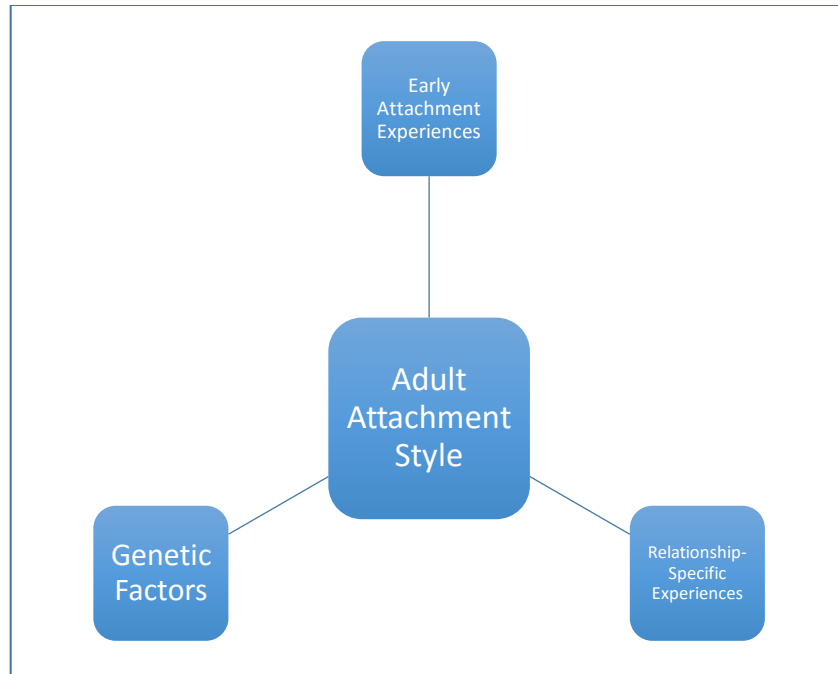 Early
Attachment
Experiences
Adult
Attachment
Style
Genetic
Factors
Relationship-
Specific
Experiences